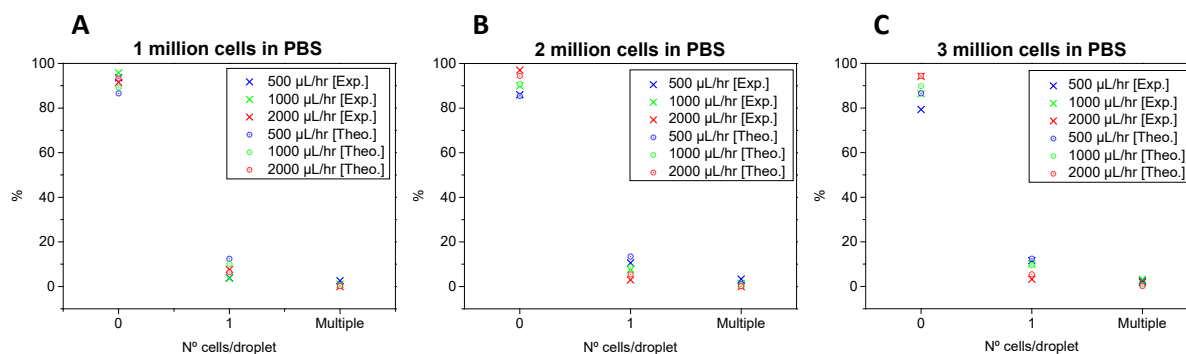 A
1 million cells in PBS
100
80
60
40
20
0
%
500 µL/hr [Exp.]
1000 µL/hr [Exp.]
2000 µL/hr [Exp.]
500 µL/hr [Theo.]
1000 µL/hr [Theo.]
2000 µL/hr [Theo.]
0 1 Multiple
Nº cells/droplet
B
2 million cells in PBS
100
80
60
40
20
0
%
500 µL/hr [Exp.]
1000 µL/hr [Exp.]
2000 µL/hr [Exp.]
500 µL/hr [Theo.]
1000 µL/hr [Theo.]
2000 µL/hr [Theo.]
0 1 Multiple
Nº cells/droplet
C
3 million cells in PBS
100
80
60
40
20
0
%
500 µL/hr [Exp.]
1000 µL/hr [Exp.]
2000 µL/hr [Exp.]
500 µL/hr [Theo.]
1000 µL/hr [Theo.]
2000 µL/hr [Theo.]
0 1 Multiple
Nº cells/droplet